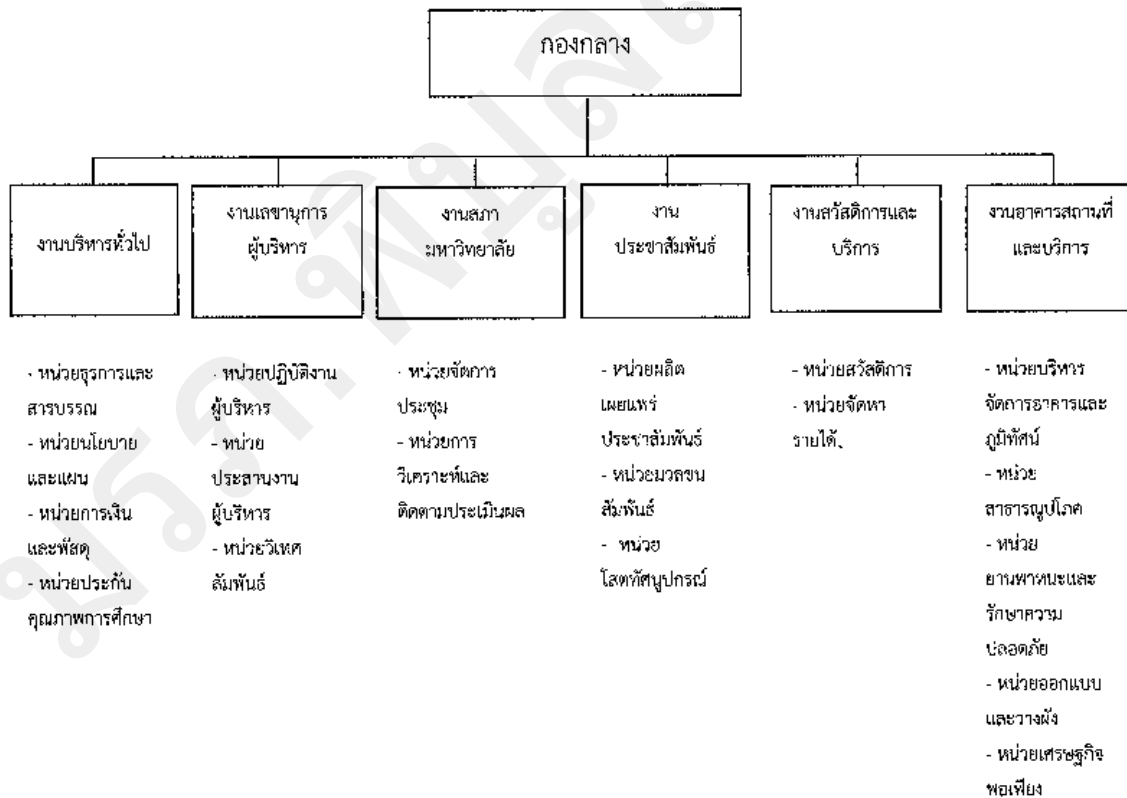 กองกลาง
งานบริหารทั่วไป
งานเลขานุการ
ผู้บริหาร
งานสภา
มหาวิทยาลัย
งาน
ประชาสัมพันธ์
งานสวัสดิการและ
บริการ
งานอาคารสถานที่
และบริการ
- หน่วยธุรการและ
สารบรรณ
- หน่วยนโยบาย
และแผน
- หน่วยการเงิน
และพัสดุ
- หน่วยประกัน
คุณภาพการศึกษา
- หน่วยปฏิบัติงาน
ผู้บริหาร
- หน่วย
ประสานงาน
ผู้บริหาร
- หน่วยวิเทศ
สัมพันธ์
- หน่วยจัดการ
ประชุม
- หน่วยการ
วิเคราะห์และ
ติดตามประเมินผล
- หน่วยผลิต
เผยแพร่
ประชาสัมพันธ์
- หน่วยมวลชน
สัมพันธ์
- หน่วย
โสตทัศนูปกรณ์
- หน่วยสวัสดิการ
- หน่วยจัดหา
รายได้
- หน่วยบริหาร
จัดการอาคารและ
ภูมิทัศน์
- หน่วย
สาธารณูปโภค
- หน่วย
ยานพาหนะและ
รักษาความ
ปลอดภัย
- หน่วยออกแบบ
และวางผัง
- หน่วยเศรษฐกิจ
พอเพียง